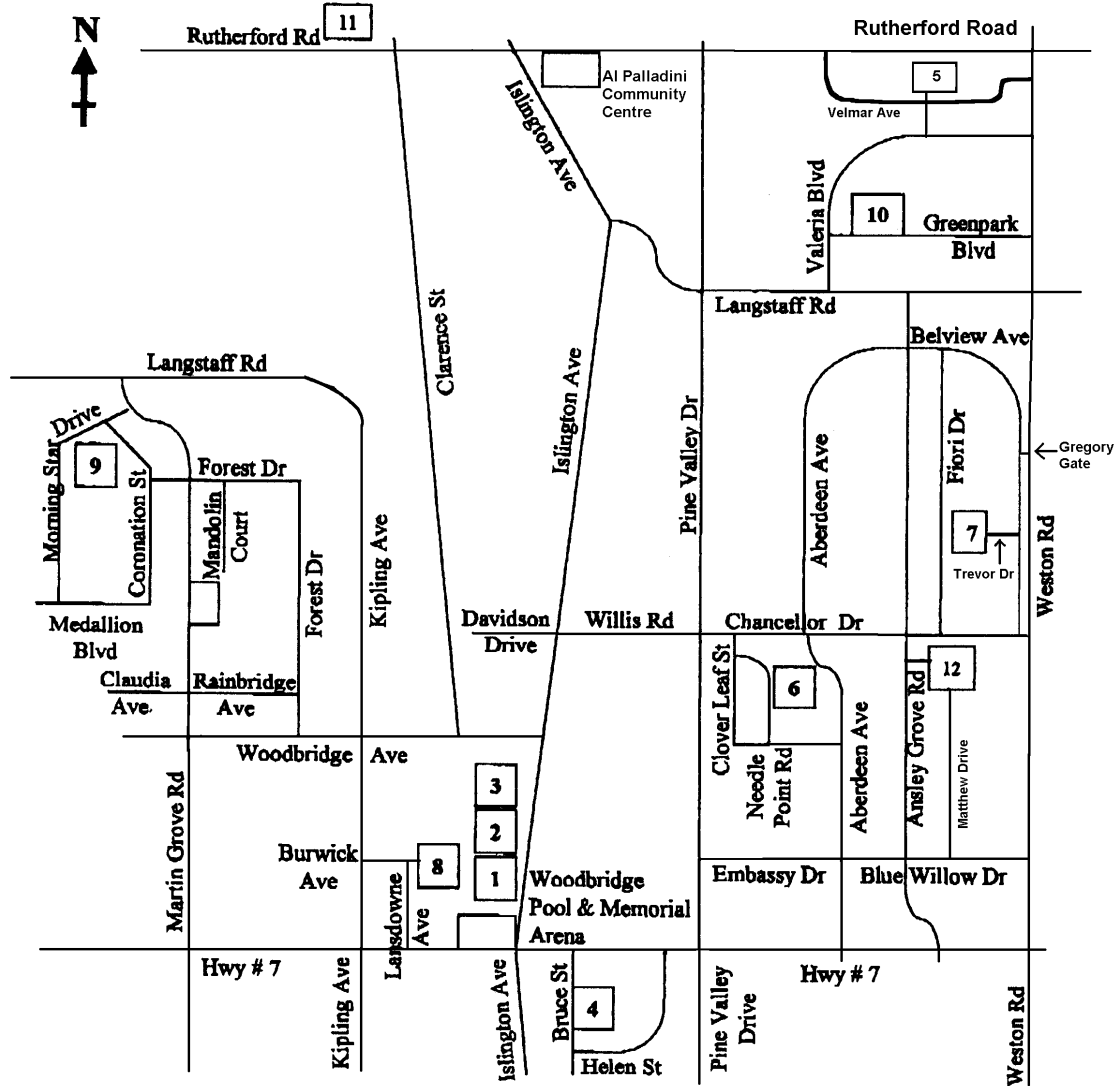 N
Rutherford Rd
11
Rutherford Road
Al Palladini
Community
Centre
5
Velmar Ave
Islington Ave
Valeria Blvd
10
Greenpark
Blvd
Langstaff Rd
Clarence St
Belview Ave
Langstaff Rd
Islington Ave
Pine Valley Dr
Aberdeen Ave
Fiori Dr
Gregory
Gate
Morning Star
Drive
9
Coronation St
Forest Dr
Mandolin
Court
Forest Dr
Kipling Ave
7
Trevor Dr
Weston Rd
Medallion
Blvd
Davidson
Drive
Willis Rd
Chancellor Dr
Claudia
Ave.
Rainbridge
Ave
Clover Leaf St
6
Ansley Grove Rd
12
Woodbridge Ave
Needle
Point Rd
Aberdeen Ave
Matthew Drive
Martin Grove Rd
3
2
1
8
Burwick
Ave
Lansdowne
Ave
Woodbridge
Pool & Memorial
Arena
Embassy Dr
Blue Willow Dr
Hwy # 7
Hwy # 7
Kipling Ave
Islington Ave
Bruce St
4
Helen St
Pine Valley
Drive
Weston Rd